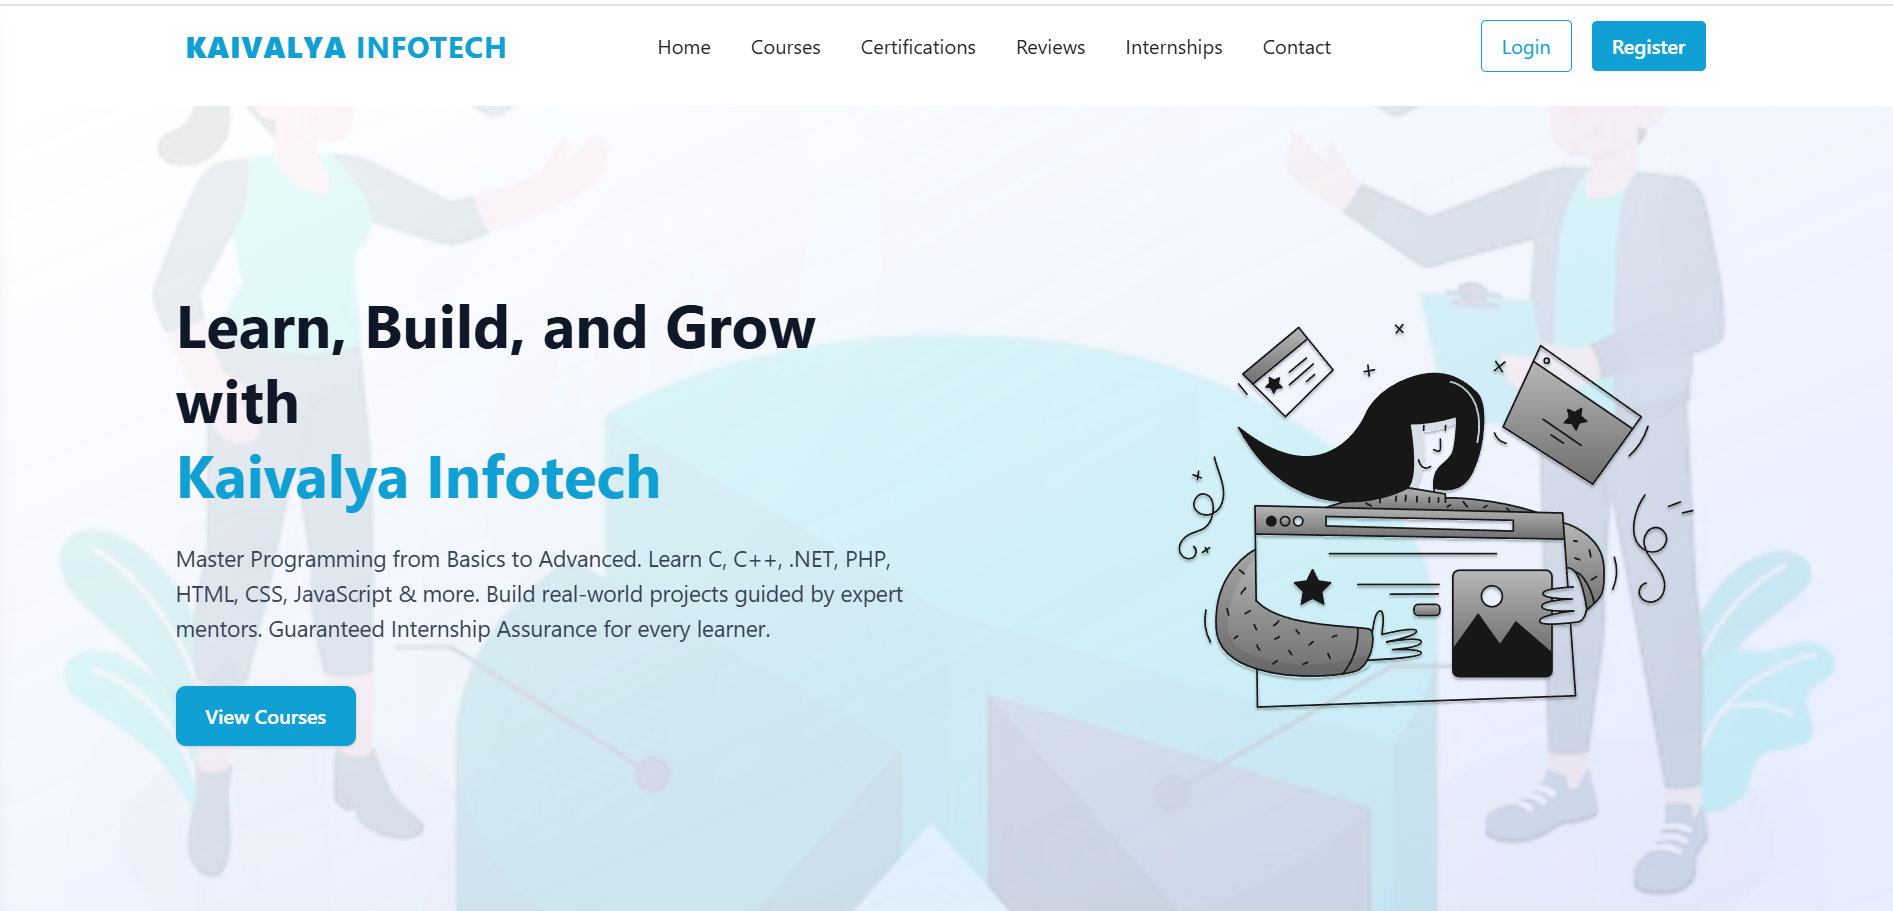 KAIVALYA INFOTECH
Home Courses Certifications Reviews Internships Contact
Login Register
Learn, Build, and Grow
with
Kaivalya Infotech
Master Programming from Basics to Advanced. Learn C, C++, .NET, PHP,
HTML, CSS, JavaScript & more. Build real-world projects guided by expert
mentors. Guaranteed Internship Assurance for every learner.
View Courses